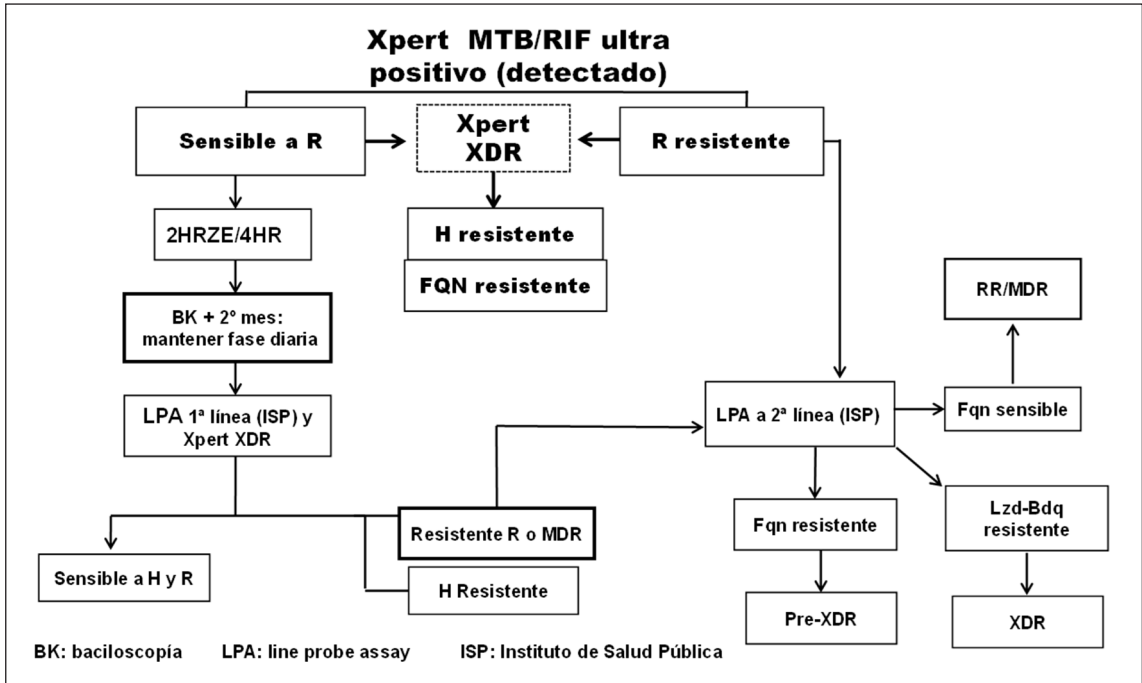 Xpert MTB/RIF ultra
positivo (detectado)
Sensible a R
Xpert
XDR
R resistente
2HRZE/4HR
H resistente
FQN resistente
BK + 2º mes:
mantener fase diaria
RR/MDR
LPA 1ª línea (ISP) y
Xpert XDR
LPA a 2ª línea (ISP)
Fqn sensible
Resistente R o MDR
Fqn resistente
Lzd-Bdq
resistente
Sensible a H y R
H Resistente
Pre-XDR
XDR
BK: baciloscopía LPA: line probe assay ISP: Instituto de Salud Pública